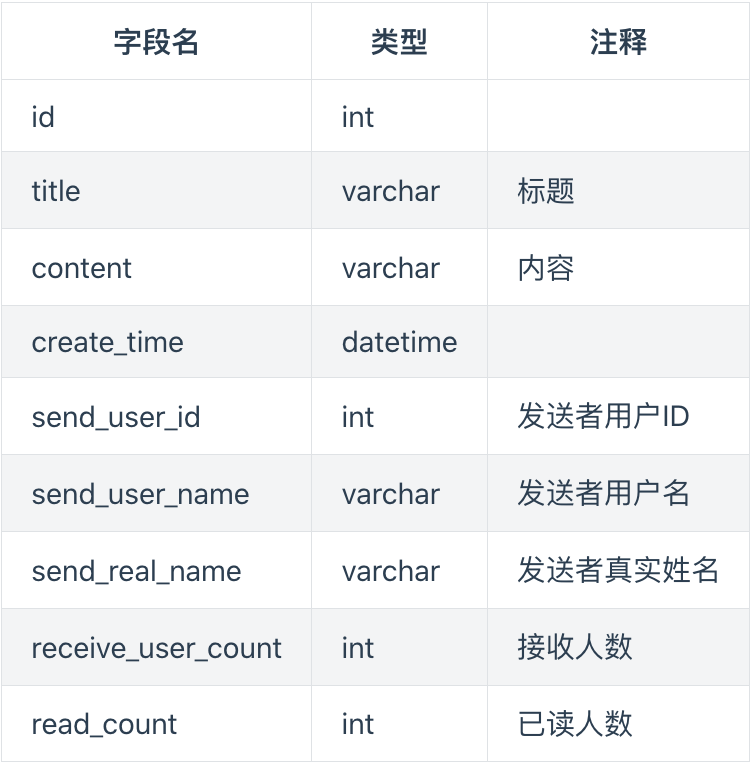 字段名 类型 注释
id int
title varchar 标题
content varchar 内容
create_time datetime
send_user_id int 发送者用户ID
send_user_name varchar 发送者用户名
send_real_name varchar 发送者真实姓名
receive_user_count int 接收人数
read_count int 已读人数